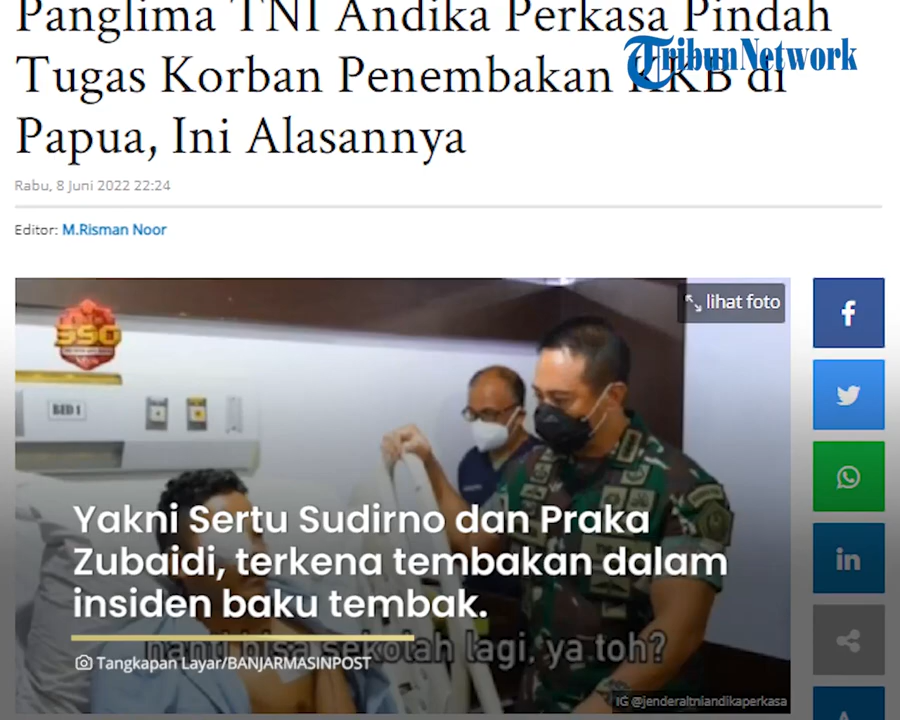 Panglima TNI Andika Perkasa Pindah
Tugas Korban Penembakan KKB di
TribunNetwork
Papua, Ini Alasannya
Rabu, 8 Juni 2022 22:24
Editor: M.Risman Noor
lihat foto
BED 1
Yakni Sertu Sudirno dan Praka
Zubaidi, terkena tembakan dalam
insiden baku tembak.
nanti bisa sekolah lagi, ya toh?
Tangkapan Layar/BANJARMASINPOST
IG @jenderaltniandikaperkasa